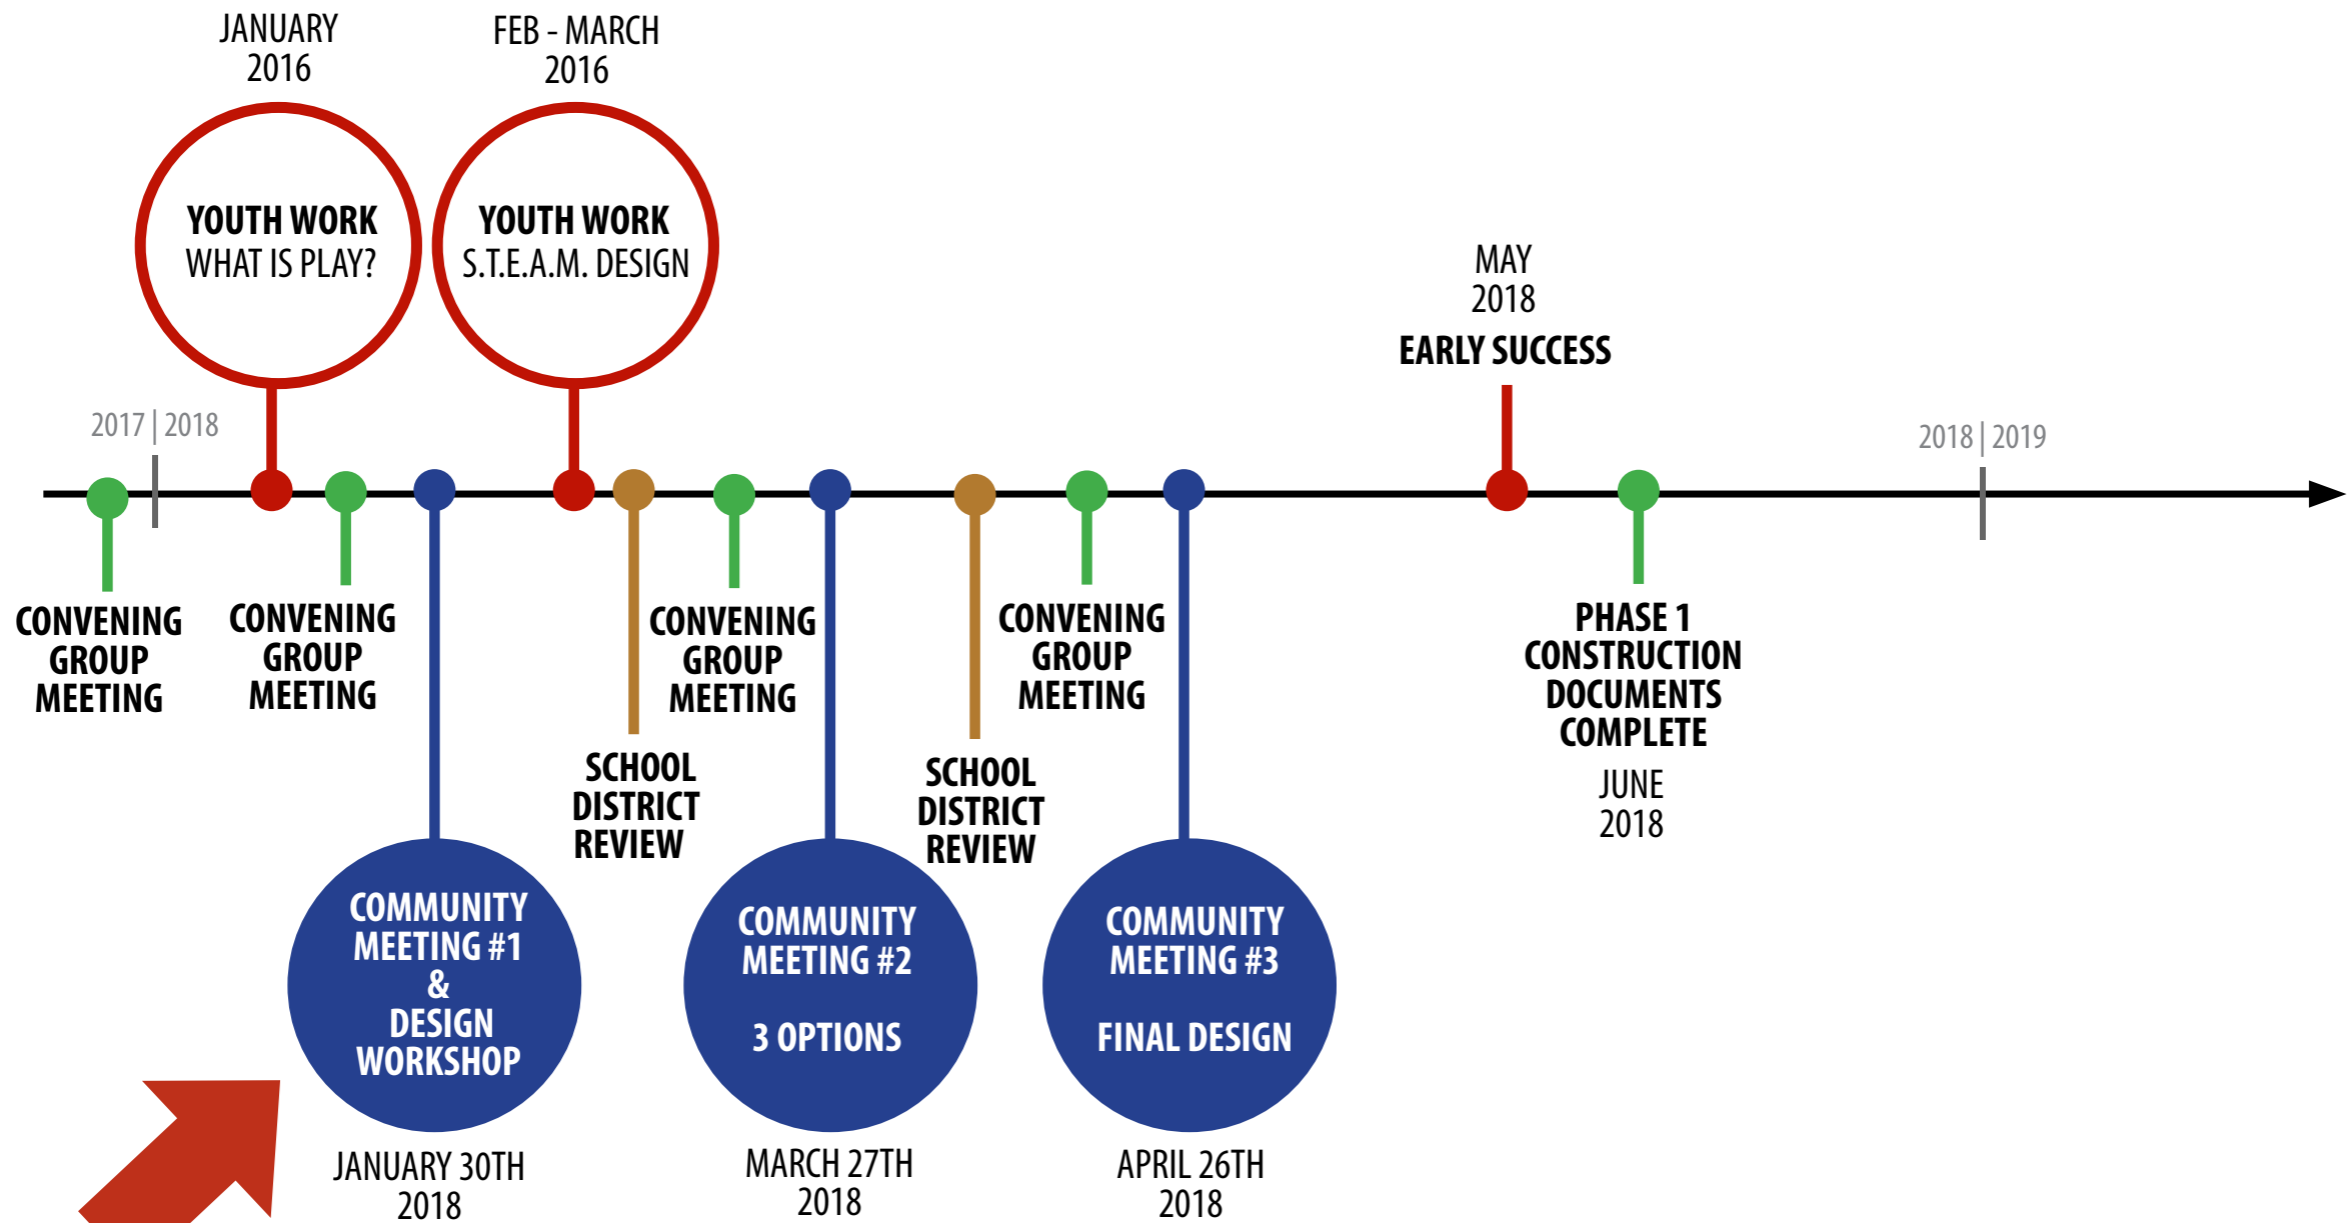 JANUARY
2016
FEB - MARCH
2016
YOUTH WORK
WHAT IS PLAY?
YOUTH WORK
S.T.E.A.M. DESIGN
MAY
2018
EARLY SUCCESS
2017 | 2018
2018 | 2019
CONVENING
GROUP
MEETING
CONVENING
GROUP
MEETING
CONVENING
GROUP
MEETING
CONVENING
GROUP
MEETING
PHASE 1
CONSTRUCTION
DOCUMENTS
COMPLETE
JUNE
2018
SCHOOL
DISTRICT
REVIEW
SCHOOL
DISTRICT
REVIEW
COMMUNITY
MEETING #1
&
DESIGN
WORKSHOP
JANUARY 30TH
2018
COMMUNITY
MEETING #2
3 OPTIONS
MARCH 27TH
2018
COMMUNITY
MEETING #3
FINAL DESIGN
APRIL 26TH
2018